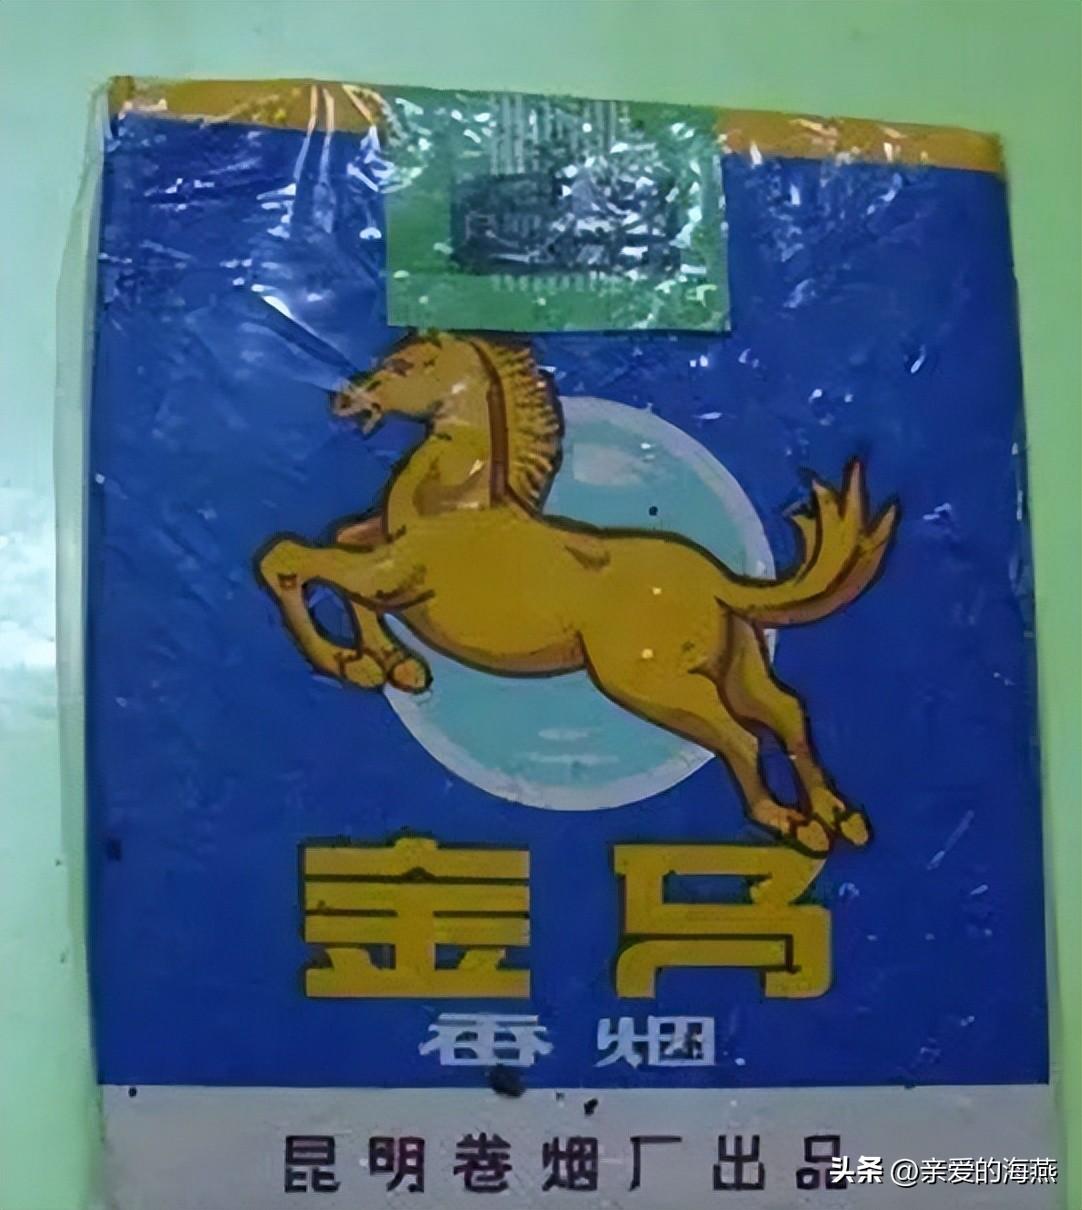 金马
香烟
昆明卷烟厂出品
头条 @亲爱的海燕